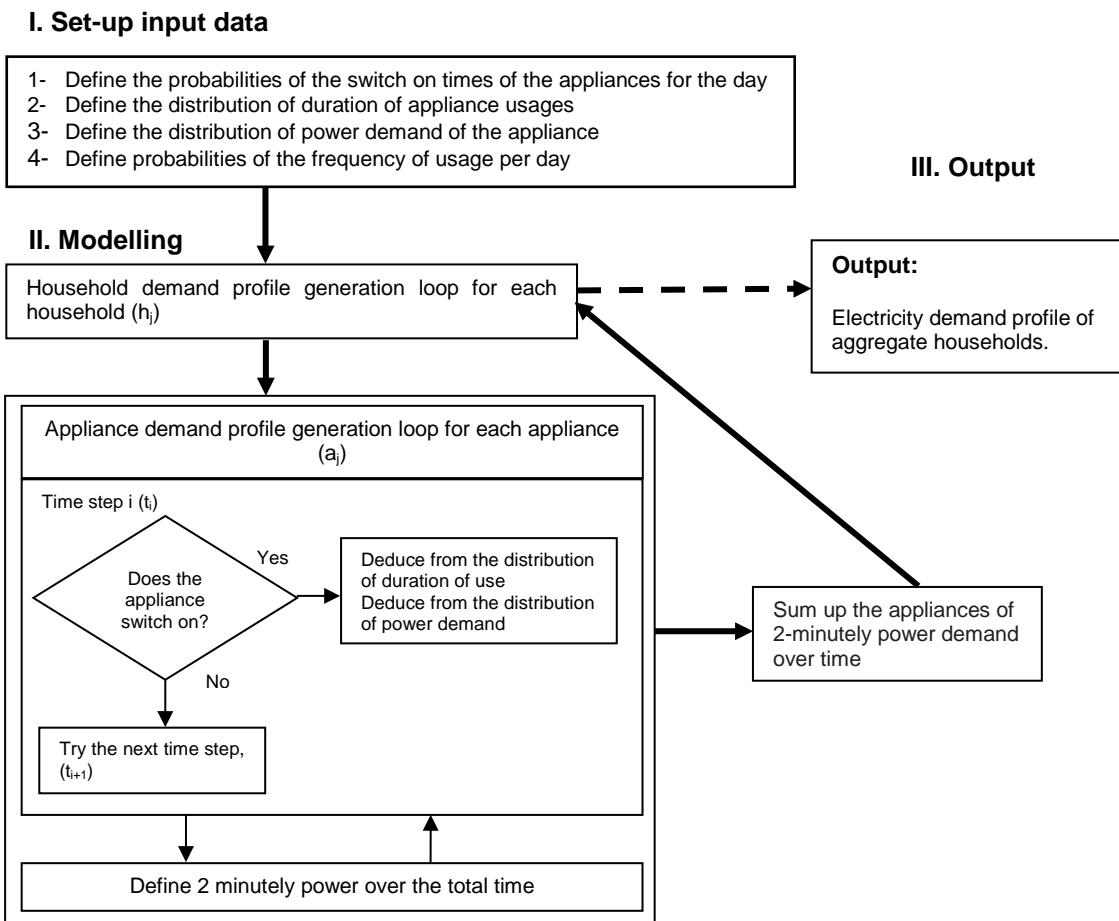 I. Set-up input data
1- Define the probabilities of the switch on times of the appliances for the day
2- Define the distribution of duration of appliance usages
3- Define the distribution of power demand of the appliance
4- Define probabilities of the frequency of usage per day
III. Output
II. Modelling
Household demand profile generation loop for each
household (hj)
Output:
Electricity demand profile of
aggregate households.
Appliance demand profile generation loop for each appliance
(aj)
Time step i (ti)
Yes
Does the
appliance
switch on?
Deduce from the distribution
of duration of use
Deduce from the distribution
of power demand
No
Try the next time step,
(ti+1)
Sum up the appliances of
2-minutely power demand
over time
Define 2 minutely power over the total time